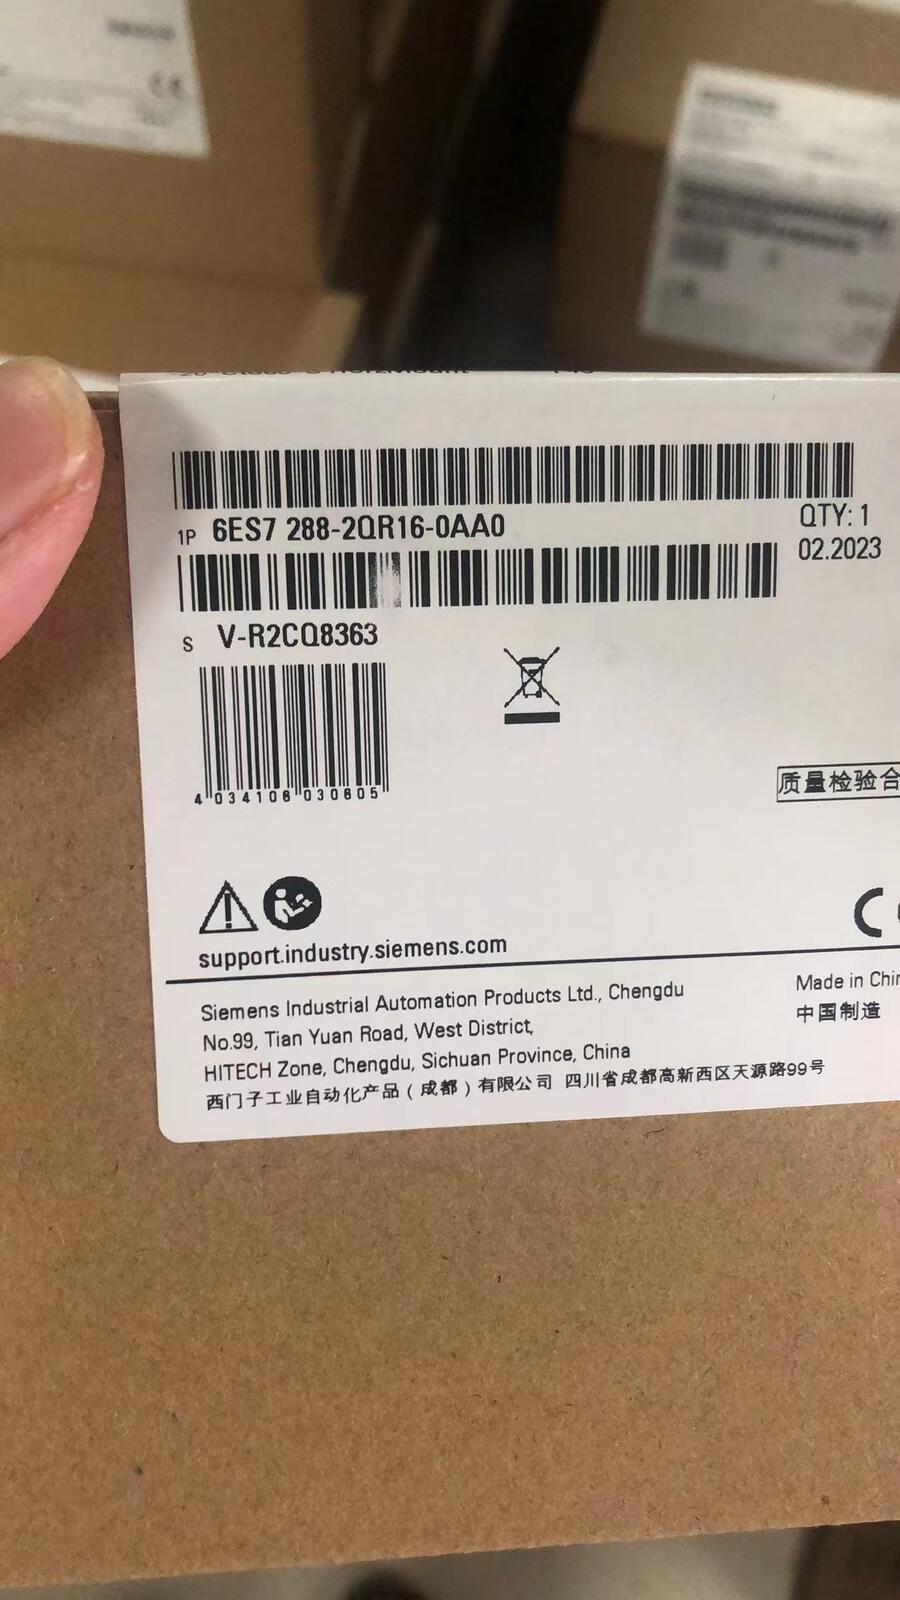 1P 6ES7 288-2QR16-0AA0
QTY: 1
02.2023
S V-R2CQ8363
4 034106 030605
质量检验合
support.industry.siemens.com
Siemens Industrial Automation Products Ltd., Chengdu
No.99, Tian Yuan Road, West District,
HITECH Zone, Chengdu, Sichuan Province, China
西门子工业自动化产品（成都）有限公司 四川省成都高新西区天源路99号
Made in Chin
中国制造
CE